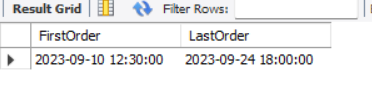 Result Grid Filter Rows:
FirstOrder LastOrder
2023-09-10 12:30:00 2023-09-24 18:00:00